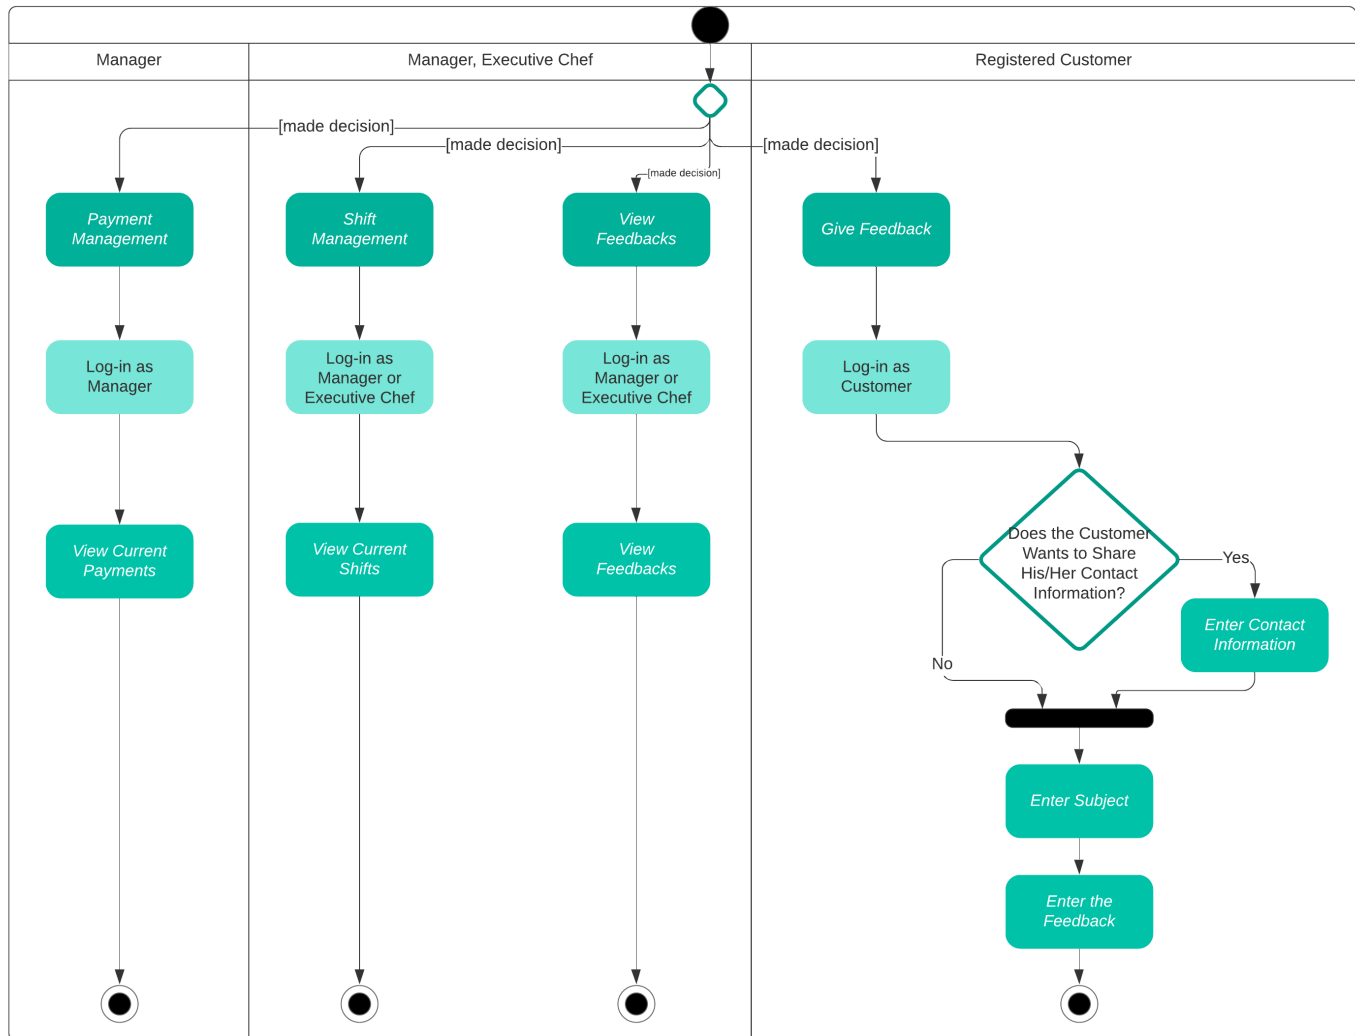 Manager
Manager, Executive Chef
Registered Customer
[made decision]
[made decision]
[made decision]
[made decision]
Payment
Management
Shift
Management
View
Feedbacks
Give Feedback
Log-in as
Manager
Log-in as
Manager or
Executive Chef
Log-in as
Manager or
Executive Chef
Log-in as
Customer
View Current
Payments
View Current
Shifts
View
Feedbacks
Does the Customer
Wants to Share
His/Her Contact
Information?
Yes
No
Enter Contact
Information
Enter Subject
Enter the
Feedback